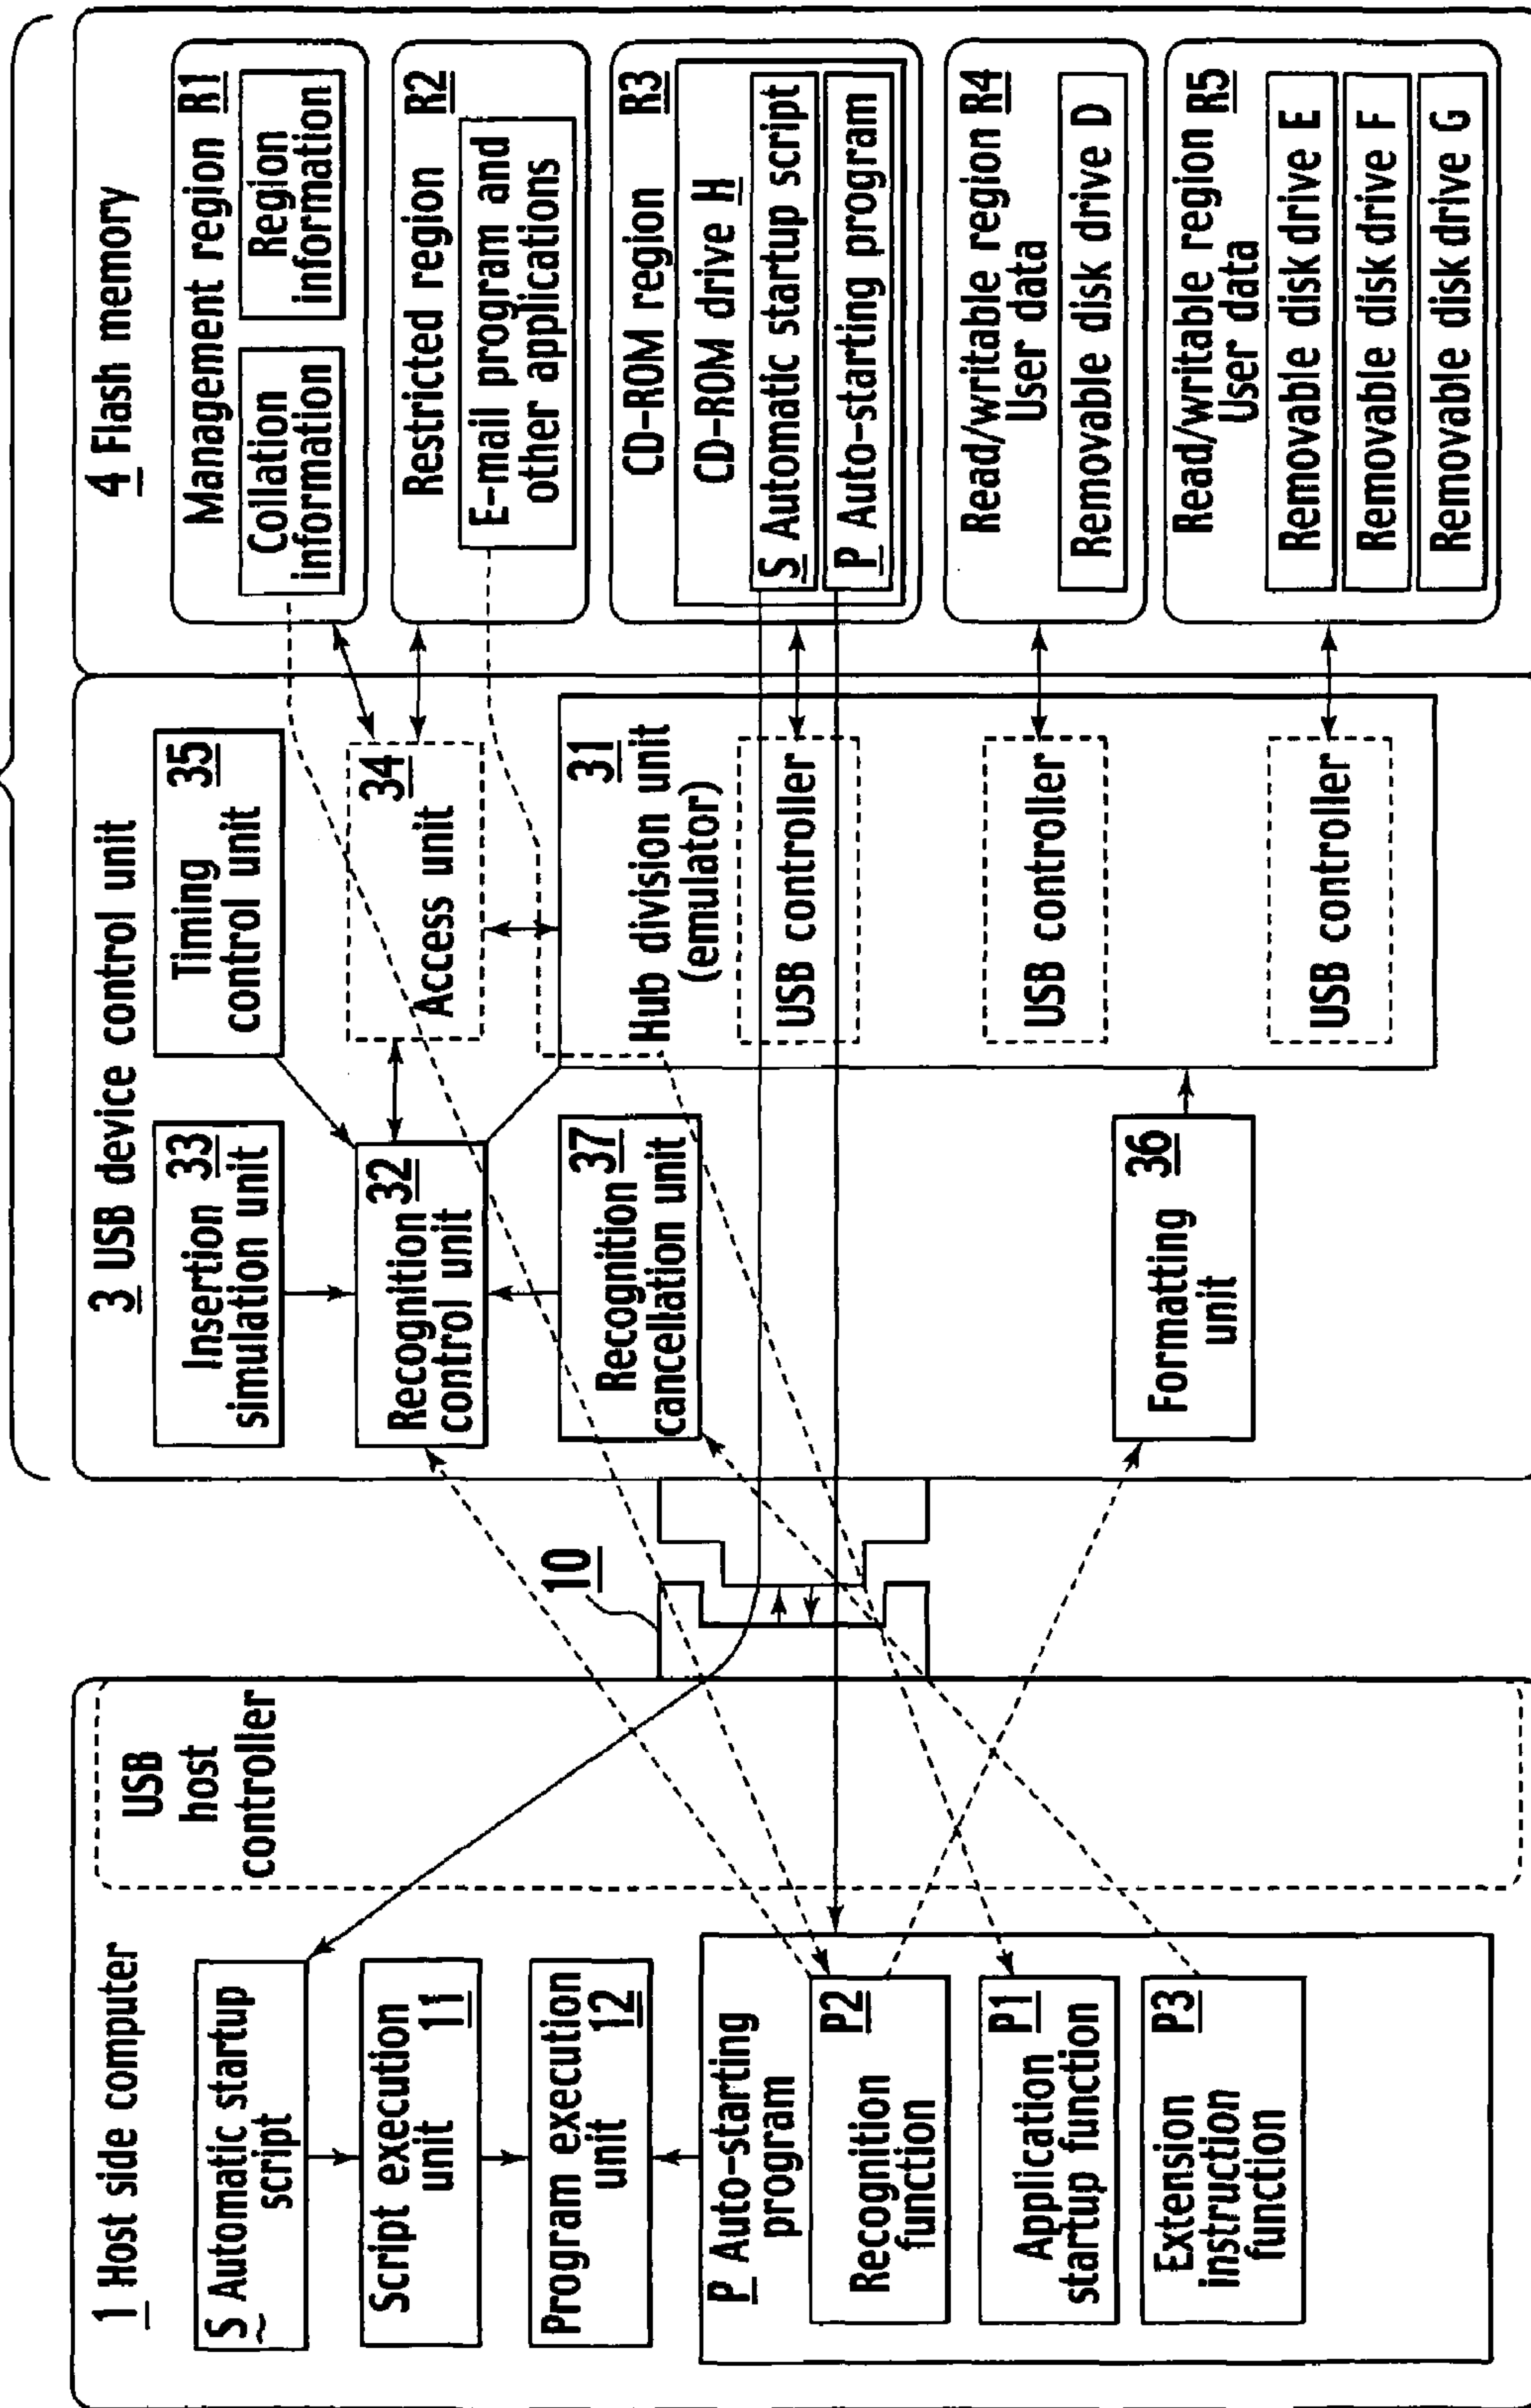 1 Host side computer
S Automatic startup
script
Script execution
unit 11
Program execution
unit 12
P Auto-starting
program
Recognition P2
function
Application P1
startup function
Extension P3
instruction
function
USB
host
controller
10
3 USB device control unit
Insertion 33
simulation unit
Timing 35
control unit
Recognition 32
control unit
34
Access unit
Recognition 37
cancellation unit
Hub division unit 31
(emulator)
USB controller
USB controller
USB controller
Formatting 36
unit
4 Flash memory
Management region R1
Collation
information
Region
information
Restricted region R2
E-mail program and
other applications
CD-ROM region R3
CD-ROM drive H
S Automatic startup script
P Auto-starting program
Read/writable region R4
User data
Removable disk drive D
Read/writable region R5
User data
Removable disk drive E
Removable disk drive F
Removable disk drive G